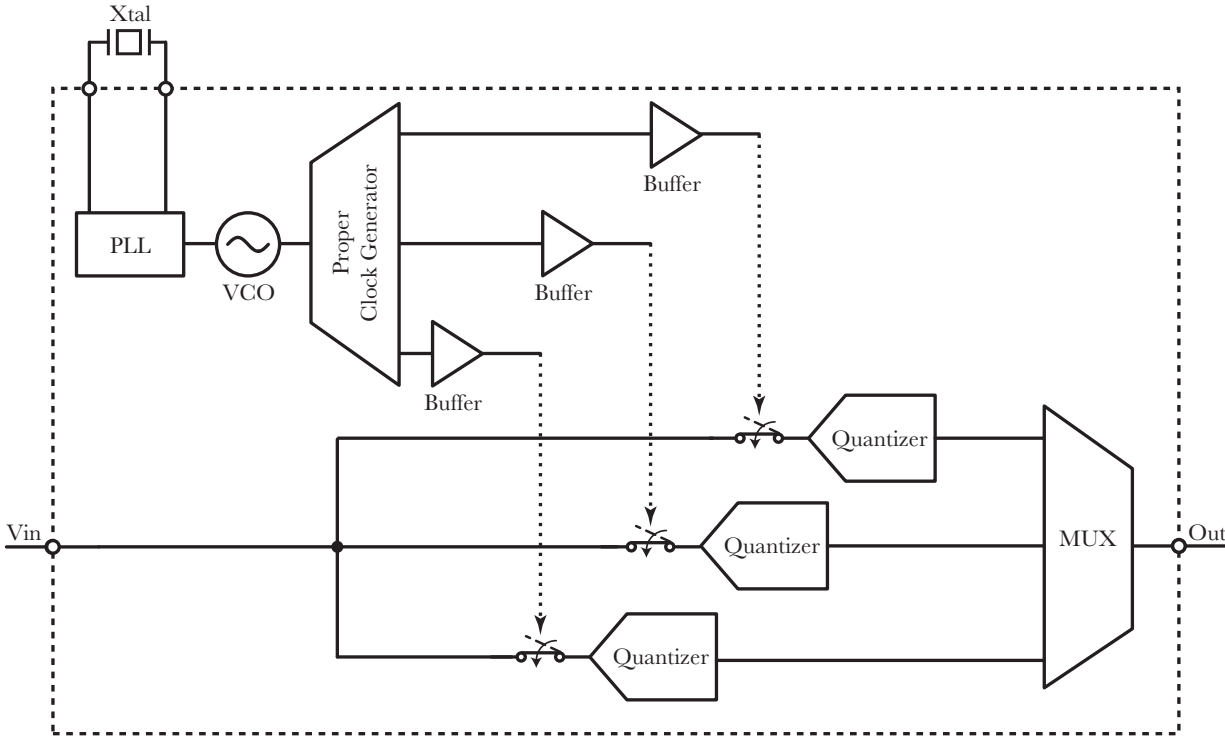 Xtal
Buffer
PLL
VCO
Proper
Clock Generator
Buffer
Buffer
Quantizer
Vin
Quantizer
MUX
Out
Quantizer